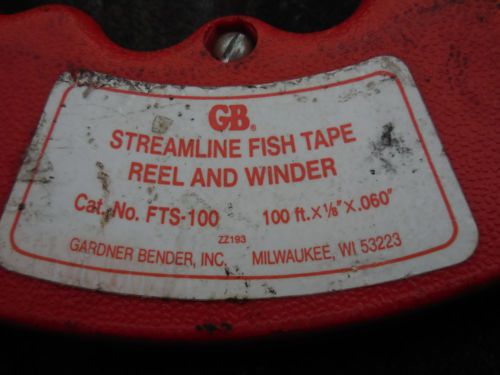 GB®
STREAMLINE FISH TAPE
REEL AND WINDER
Cat. No. FTS-100 100 ft. x 1/8" x .060"
ZZ193
GARDNER BENDER, INC. MILWAUKEE, WI 53223